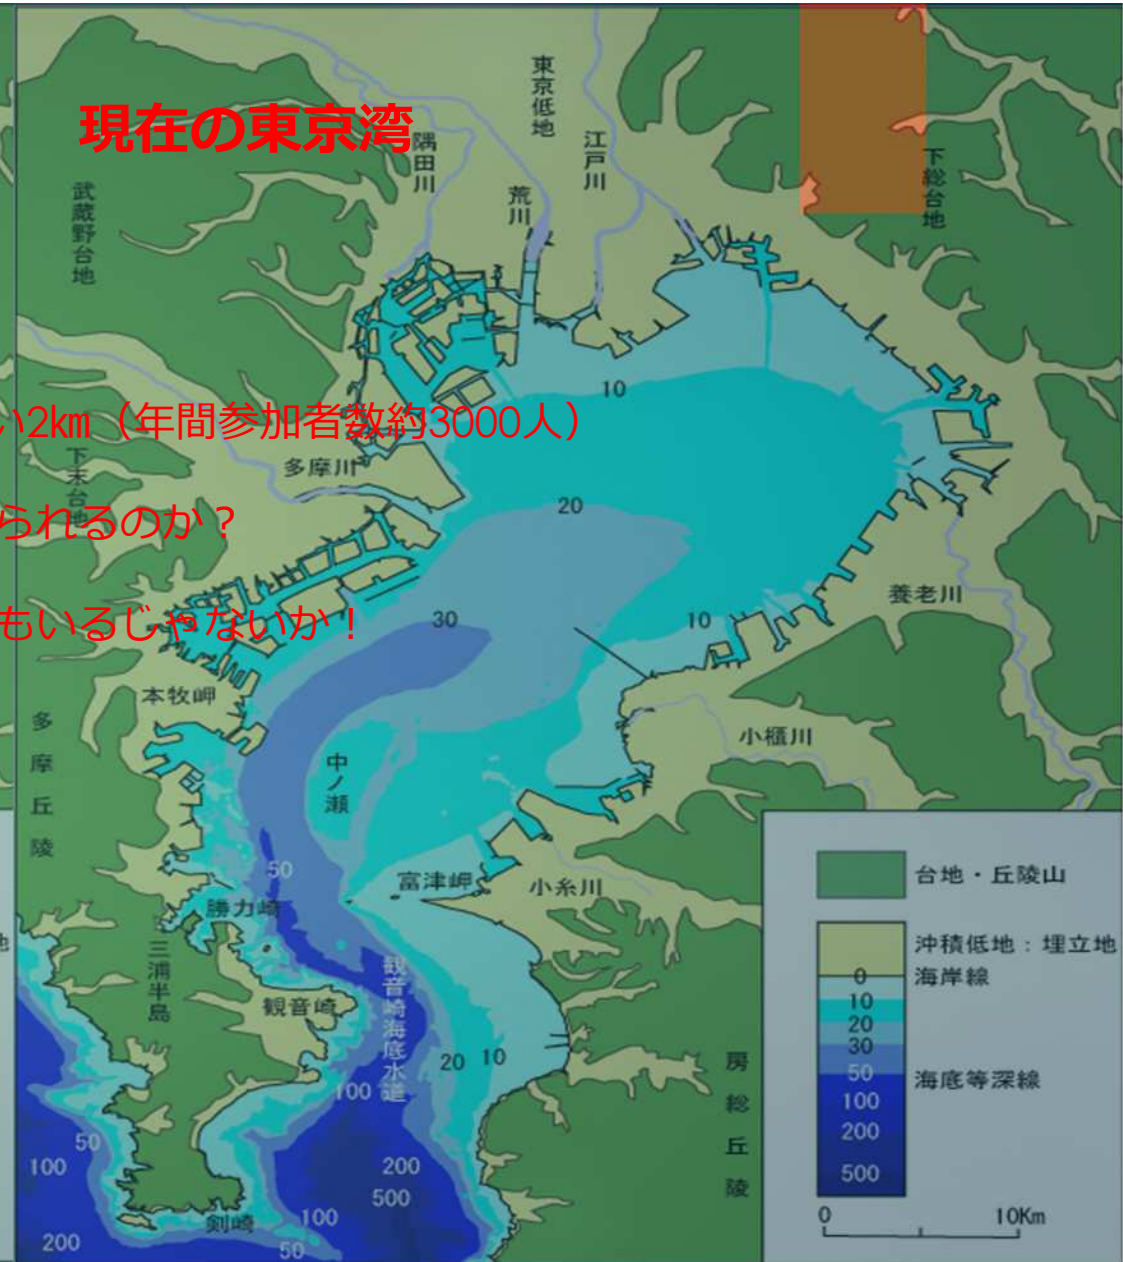 現在の東京湾
東京低地
江戸川
隅田川
荒川
下総台地
武蔵野台地
10
い2km（年間参加者数約3000人）
多摩川
下末台地
20
られるのか？
養老川
30
10
もいるじゃないか！
本牧岬
多摩丘陵
小櫃川
中ノ瀬
50
富津岬
小糸川
勝力崎
三浦半島
観音崎
観音崎海底水道
20
10
100
房総丘陵
50
100
200
500
剣崎
100
200
50
台地・丘陵山
沖積低地：埋立地
0
海岸線
10
20
30
50
海底等深線
100
200
500
0
10Km
地